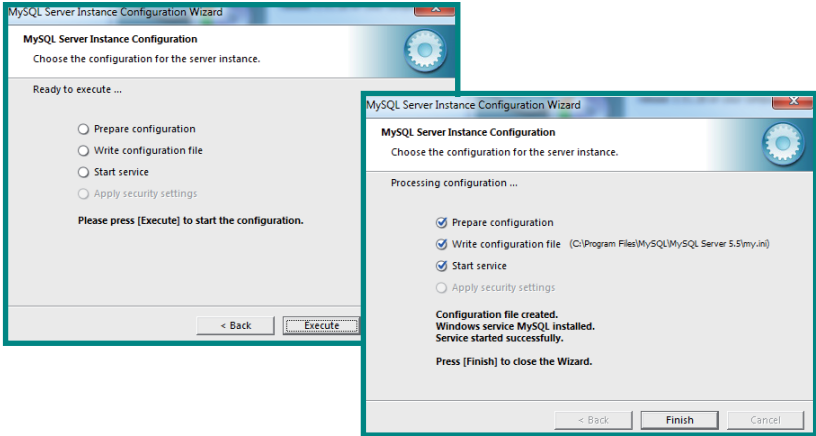 MySQL Server Instance Configuration Wizard
MySQL Server Instance Configuration
Choose the configuration for the server instance.
Ready to execute ...
Prepare configuration
Write configuration file
Start service
Apply security settings
Please press [Execute] to start the configuration.
< Back
Execute
MySQL Server Instance Configuration Wizard
MySQL Server Instance Configuration
Choose the configuration for the server instance.
Processing configuration ...
Prepare configuration
Write configuration file (C:\Program Files\MySQL\MySQL Server 5.5\my.ini)
Start service
Apply security settings
Configuration file created.
Windows service MySQL installed.
Service started successfully.
Press [Finish] to close the Wizard.
< Back
Finish
Cancel